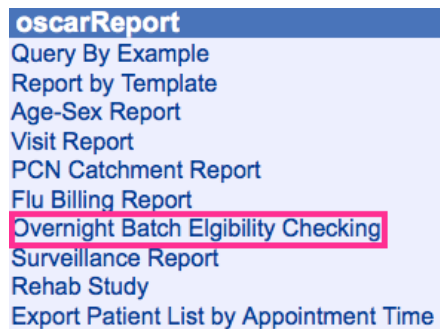 oscarReport
Query By Example
Report by Template
Age-Sex Report
Visit Report
PCN Catchment Report
Flu Billing Report
Overnight Batch Elgibility Checking
Surveillance Report
Rehab Study
Export Patient List by Appointment Time